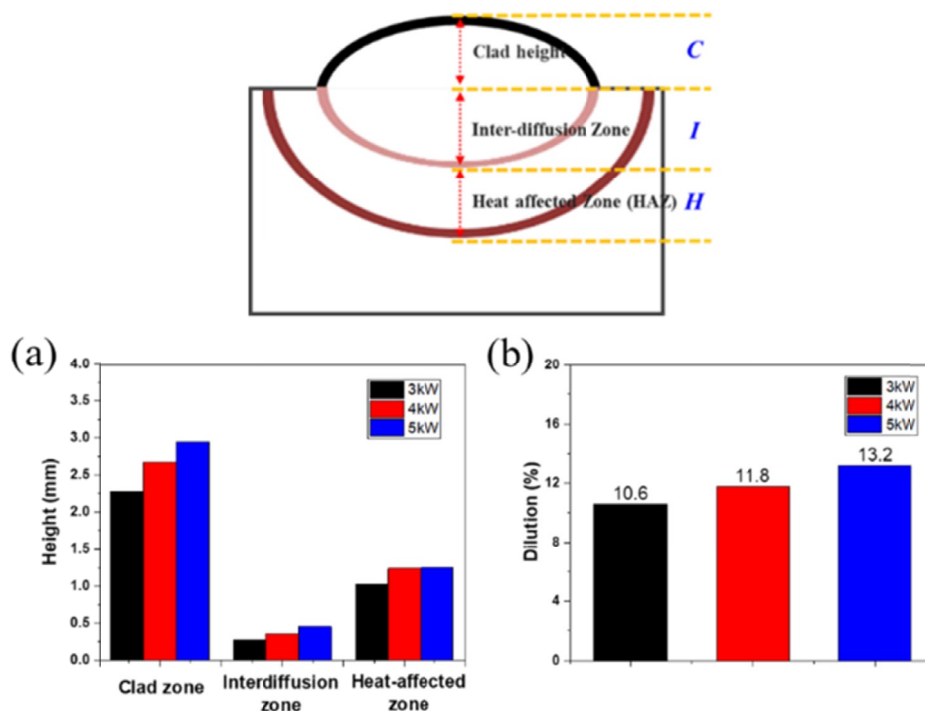 Clad height
C
Inter-diffusion Zone
I
Heat affected Zone (HAZ)
H
(a)
4.0
3.5
3.0
2.5
2.0
1.5
1.0
0.5
0.0
Height (mm)
3kW
4kW
5kW
Clad zone
Interdiffusion zone
Heat-affected zone
(b)
20
16
12
8
4
0
Dilution (%)
3kW
4kW
5kW
10.6
11.8
13.2